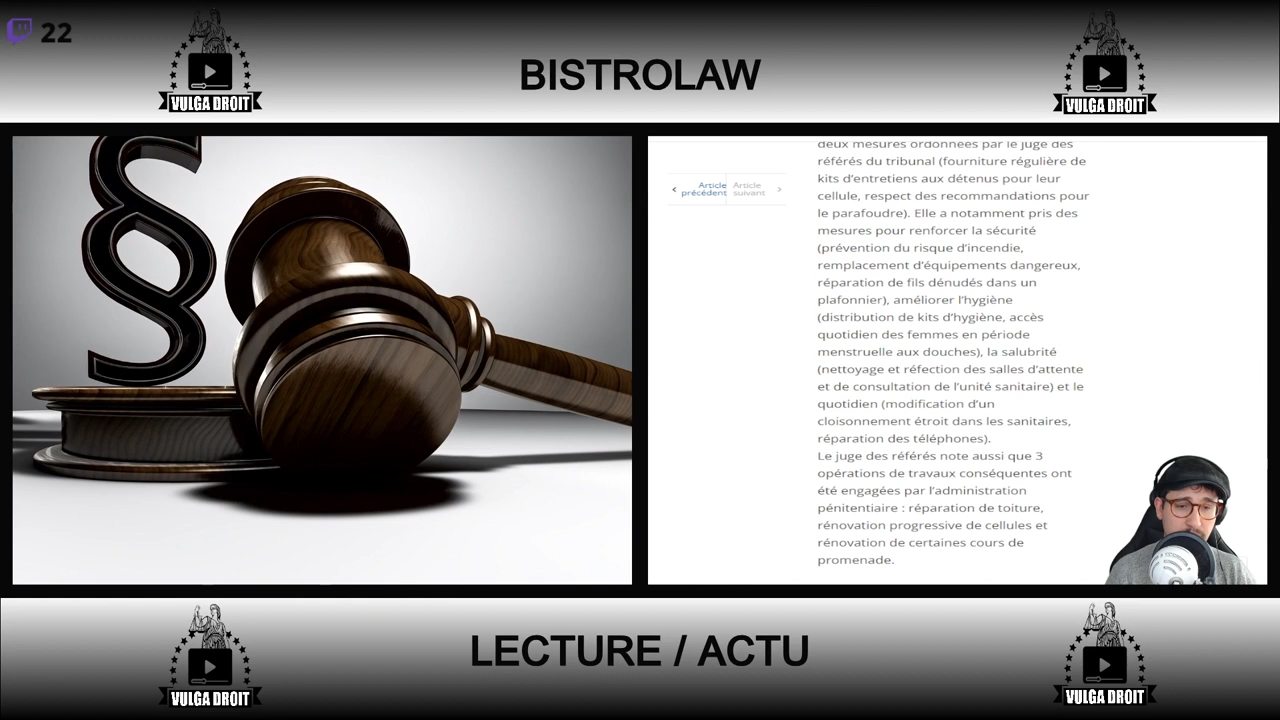 22
VULGA DROIT
BISTROLAW
VULGA DROIT
§
Article précédent
Article suivant
deux mesures ordonnées par le juge des
référés du tribunal (fourniture régulière de
kits d'entretiens aux détenus pour leur
cellule, respect des recommandations pour
le parafoudre). Elle a notamment pris des
mesures pour renforcer la sécurité
(prévention du risque d'incendie,
remplacement d'équipements dangereux,
réparation de fils dénudés dans un
plafonnier), améliorer l'hygiène
(distribution de kits d'hygiène, accès
quotidien des femmes en période
menstruelle aux douches), la salubrité
(nettoyage et réfection des salles d'attente
et de consultation de l'unité sanitaire) et le
quotidien (modification d'un
cloisonnement étroit dans les sanitaires,
réparation des téléphones).
Le juge des référés note aussi que 3
opérations de travaux conséquentes ont
été engagées par l'administration
pénitentiaire : réparation de toiture,
rénovation progressive de cellules et
rénovation de certaines cours de
promenade.
VULGA DROIT
LECTURE / ACTU
VULGA DROIT